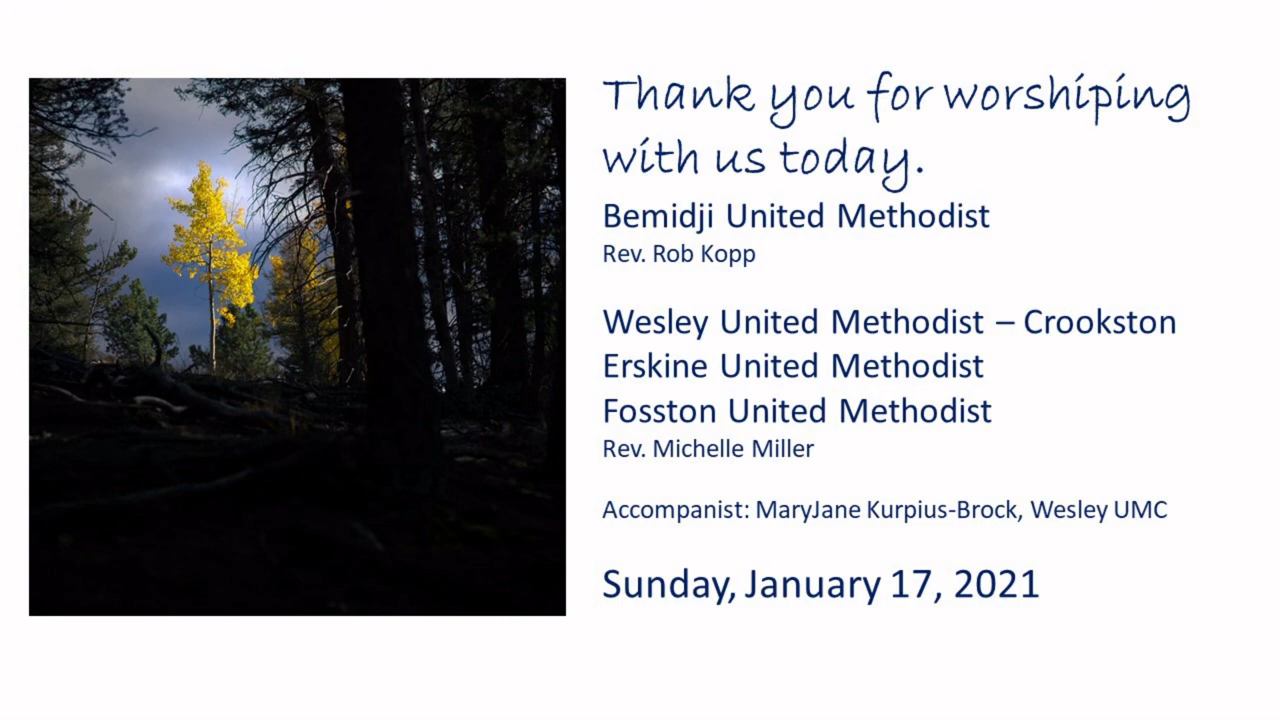 Thank you for worshiping
with us today.
Bemidji United Methodist
Rev. Rob Kopp
Wesley United Methodist – Crookston
Erskine United Methodist
Fosston United Methodist
Rev. Michelle Miller
Accompanist: MaryJane Kurpius-Brock, Wesley UMC
Sunday, January 17, 2021